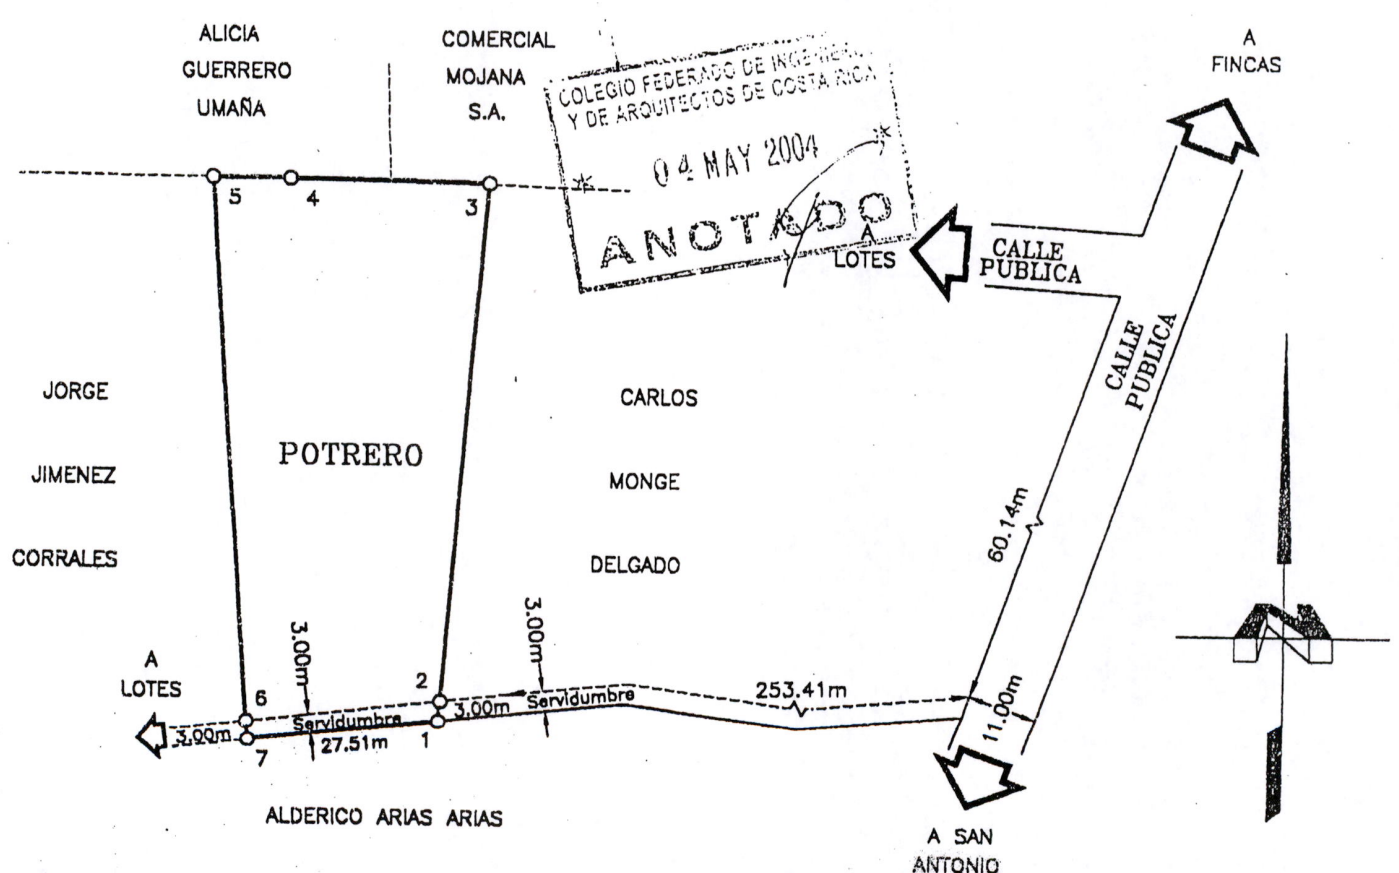 ALICIA
GUERRERO
UMAÑA
COMERCIAL
MOJANA
S.A.
COLEGIO FEDERADO DE
Y DE ARQUITECTOS DE COSTA RICA
04 MAY 2004
ANOTADO
A
FINCAS
5
4
3
A
LOTES
CALLE
PUBLICA
CALLE
PUBLICA
JORGE
JIMENEZ
CORRALES
POTRERO
CARLOS
MONGE
DELGADO
60.14m
3.00m
3.00m
A
LOTES
6
2
Servidumbre
3.00m
Servidumbre
253.41m
11.00m
3.00m
7
27.51m
1
ALDERICO ARIAS ARIAS
A SAN
ANTONIO
N